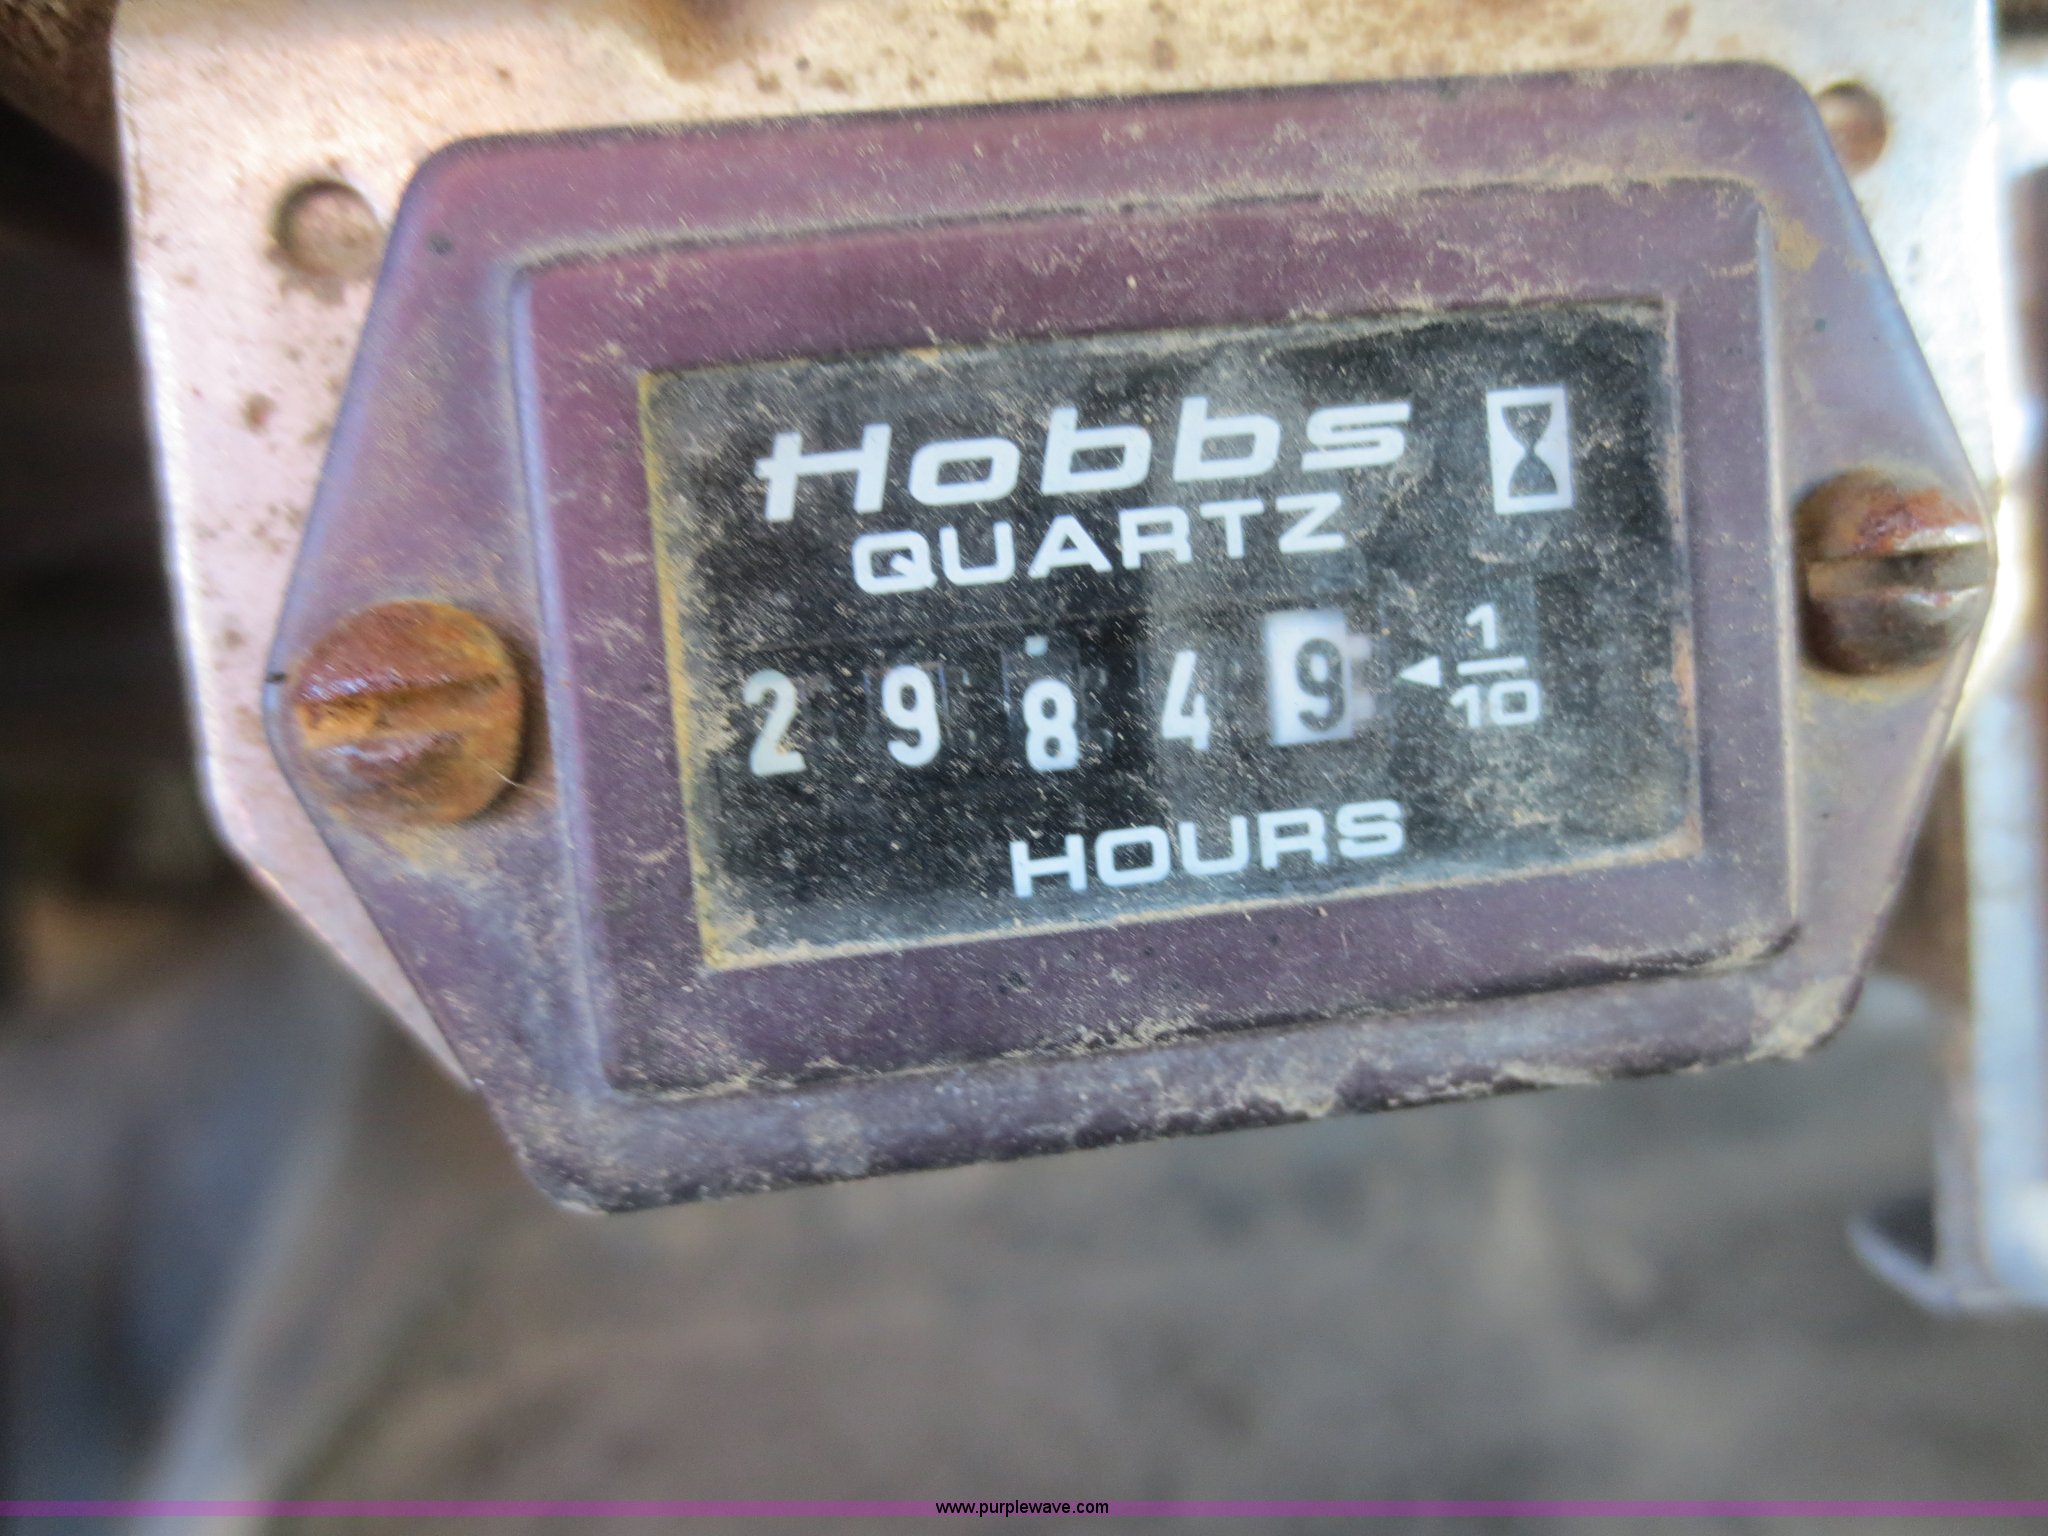 Hobbs
QUARTZ
2 9 8 4 9 ◄ 1/10
HOURS
www.purplewave.com